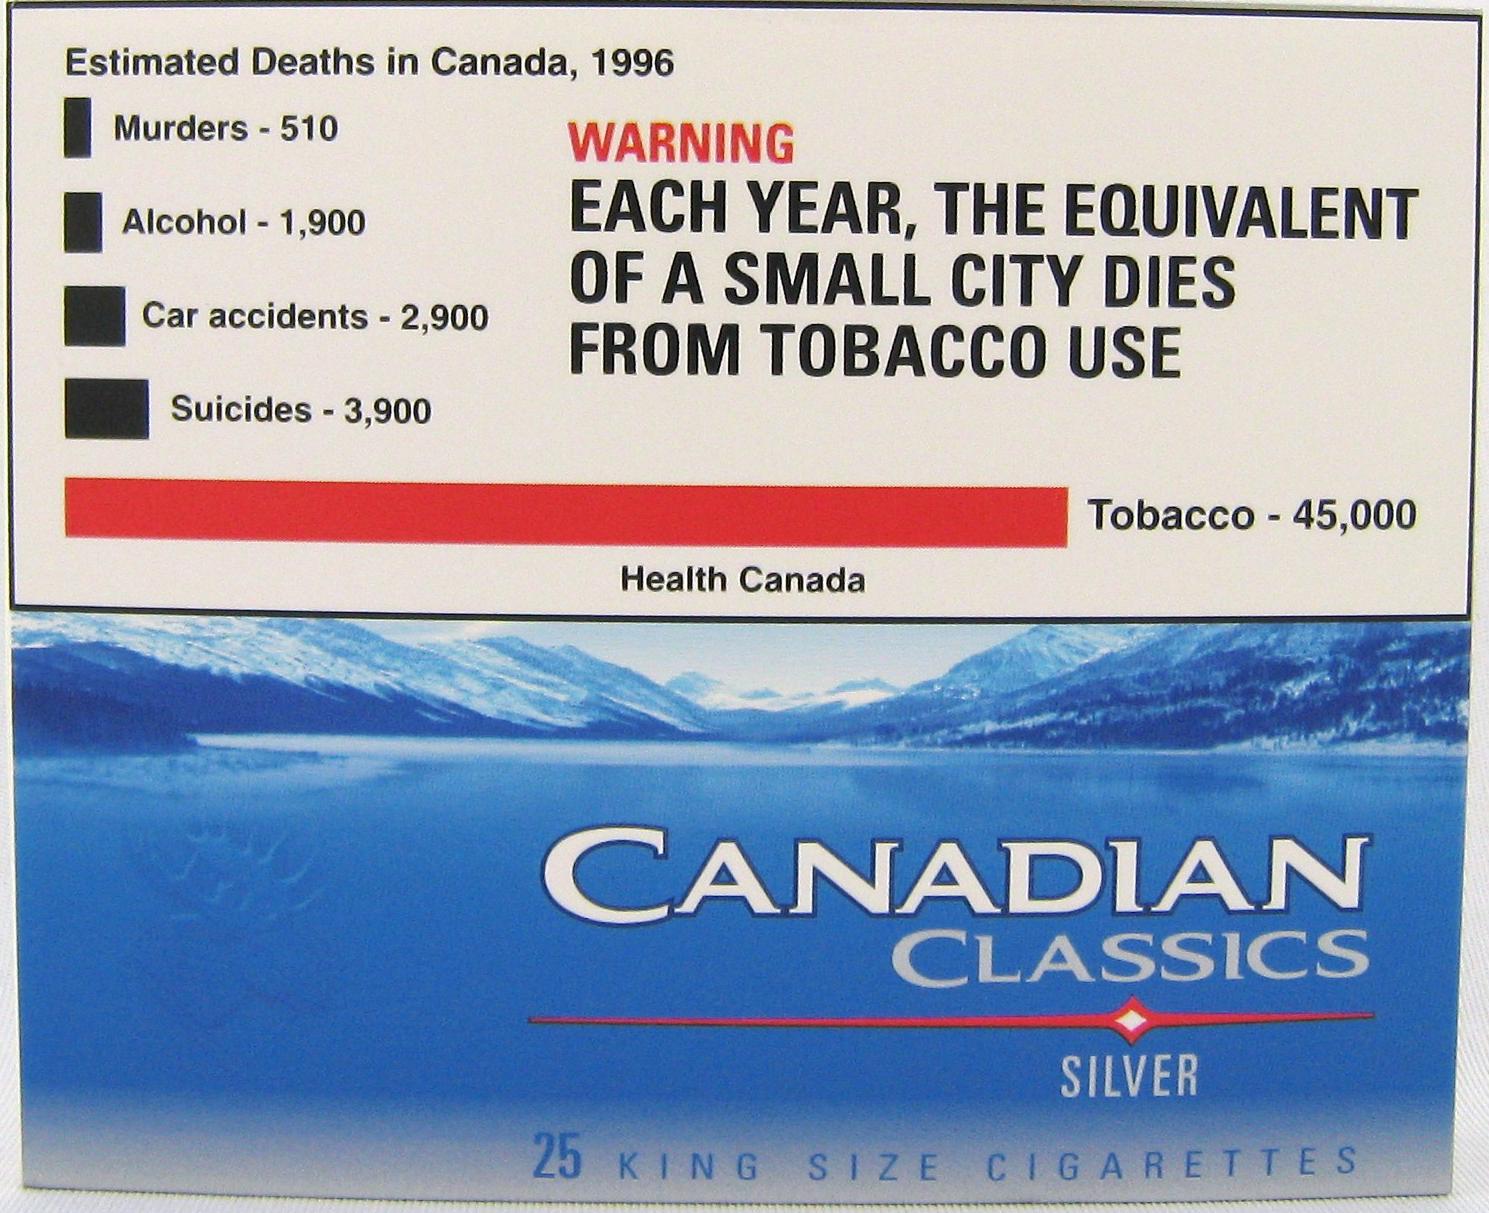 Estimated Deaths in Canada, 1996
Murders - 510
Alcohol - 1,900
Car accidents - 2,900
Suicides - 3,900
WARNING
EACH YEAR, THE EQUIVALENT
OF A SMALL CITY DIES
FROM TOBACCO USE
Tobacco - 45,000
Health Canada
CANADIAN
CLASSICS
SILVER
25 KING SIZE CIGARETTES